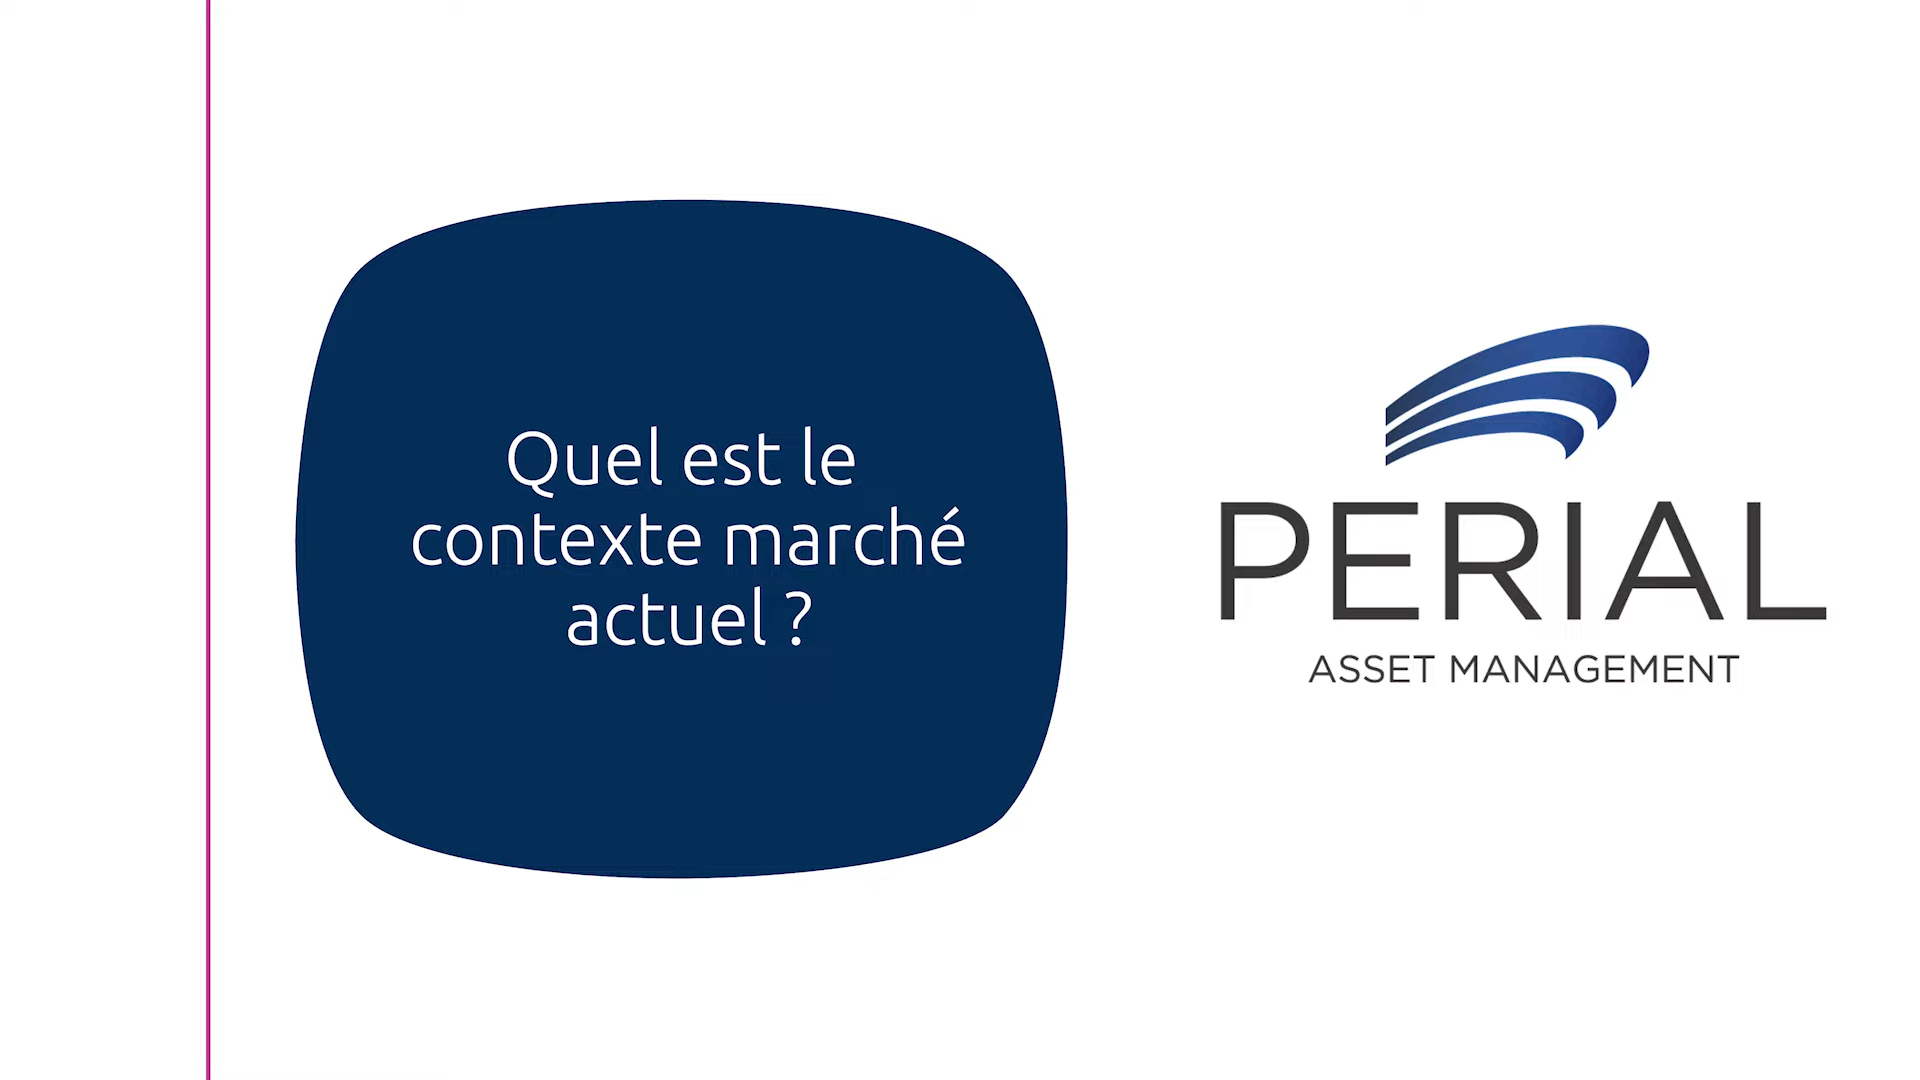 Quel est le
contexte marché
actuel ?
PERIAL
ASSET MANAGEMENT